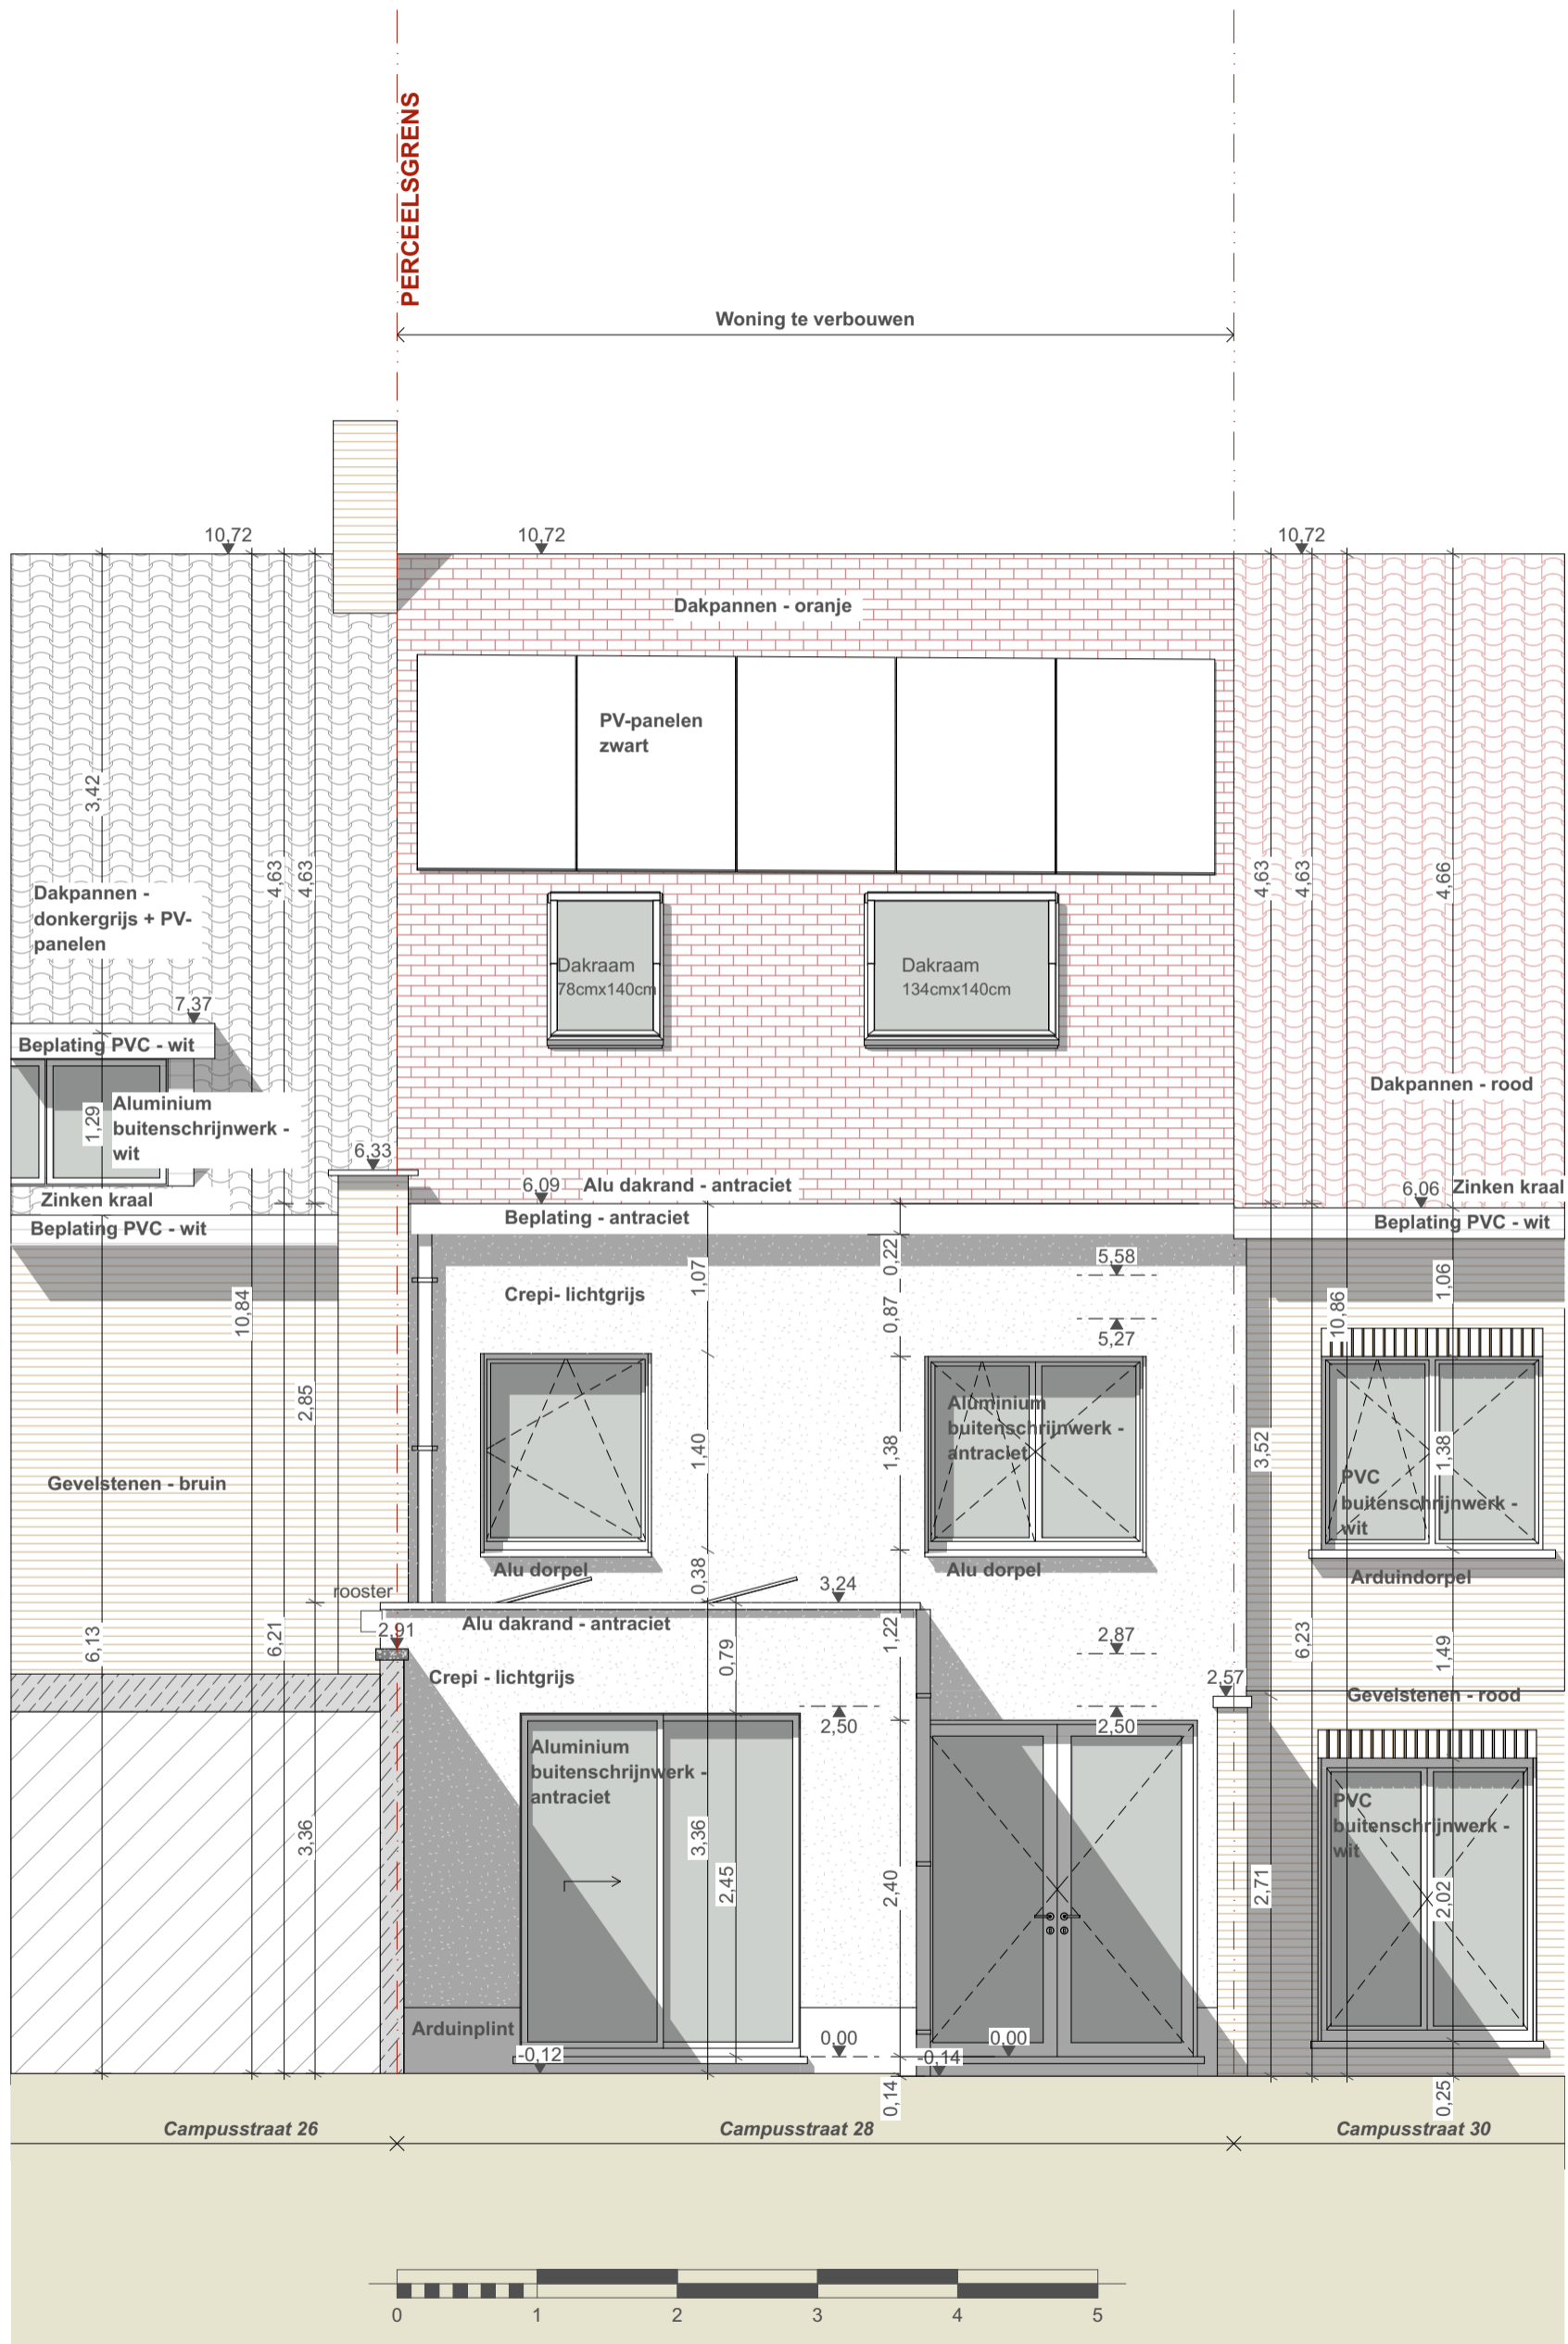 PERCEELSGRENS
Woning te verbouwen
10,72
10,72
10,72
Dakpannen - oranje
PV-panelen
zwart
3,42
4,63
4,63
4,63
4,63
4,66
Dakpannen -
donkergrijs + PV-
panelen
Dakraam
78cmx140cm
Dakraam
134cmx140cm
7,37
Beplating PVC - wit
Dakpannen - rood
Aluminium
buitenschrijnwerk -
wit
1,29
6,33
6,09
Alu dakrand - antraciet
6,06
Zinken kraal
Zinken kraal
Beplating PVC - wit
Beplating - antraciet
Beplating PVC - wit
0,22
5,58
1,07
1,06
Crepi- lichtgrijs
10,84
0,87
10,86
5,27
2,85
Aluminium
buitenschrijnwerk -
antraciet
1,40
1,38
3,52
1,38
Gevelstenen - bruin
PVC
buitenschrijnwerk -
wit
Alu dorpel
Alu dorpel
Arduindorpel
0,38
3,24
rooster
Alu dakrand - antraciet
2,91
6,13
6,21
0,79
1,22
2,87
6,23
1,49
Crepi - lichtgrijs
2,57
Gevelstenen - rood
2,50
2,50
Aluminium
buitenschrijnwerk -
antraciet
PVC
buitenschrijnwerk -
wit
3,36
3,36
2,45
2,40
2,71
2,02
Arduinplint
0,00
0,00
-0,12
-0,14
0,14
0,25
Campusstraat 26
Campusstraat 28
Campusstraat 30
0 1 2 3 4 5